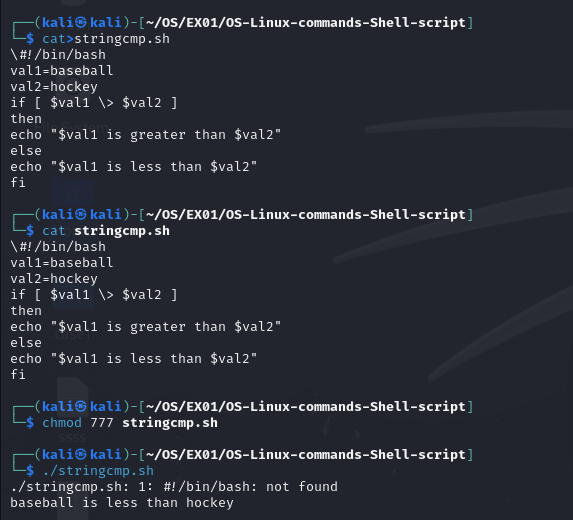 ┌──(kali㉿kali)-[~/OS/EX01/OS-Linux-commands-Shell-script]
└─$ cat>stringcmp.sh
\#!/bin/bash
val1=baseball
val2=hockey
if [ $val1 \> $val2 ]
then
echo "$val1 is greater than $val2"
else
echo "$val1 is less than $val2"
fi
┌──(kali㉿kali)-[~/OS/EX01/OS-Linux-commands-Shell-script]
└─$ cat stringcmp.sh
\#!/bin/bash
val1=baseball
val2=hockey
if [ $val1 \> $val2 ]
then
echo "$val1 is greater than $val2"
else
echo "$val1 is less than $val2"
fi
┌──(kali㉿kali)-[~/OS/EX01/OS-Linux-commands-Shell-script]
└─$ chmod 777 stringcmp.sh
┌──(kali㉿kali)-[~/OS/EX01/OS-Linux-commands-Shell-script]
└─$ ./stringcmp.sh
./stringcmp.sh: 1: #!/bin/bash: not found
baseball is less than hockey